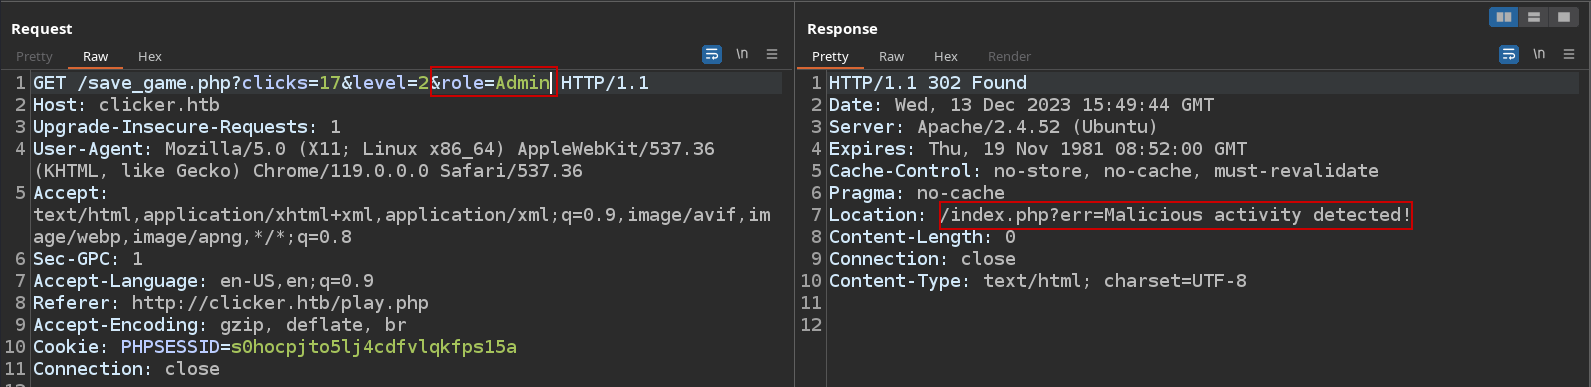 Request
Pretty Raw Hex
\n
1 GET /save_game.php?clicks=17&level=2&role=Admin HTTP/1.1
2 Host: clicker.htb
3 Upgrade-Insecure-Requests: 1
4 User-Agent: Mozilla/5.0 (X11; Linux x86_64) AppleWebKit/537.36
(KHTML, like Gecko) Chrome/119.0.0.0 Safari/537.36
5 Accept:
text/html,application/xhtml+xml,application/xml;q=0.9,image/avif,im
age/webp,image/apng,*/*;q=0.8
6 Sec-GPC: 1
7 Accept-Language: en-US,en;q=0.9
8 Referer: http://clicker.htb/play.php
9 Accept-Encoding: gzip, deflate, br
10 Cookie: PHPSESSID=s0hocpjto5lj4cdfvlqkfps15a
11 Connection: close
Response
Pretty Raw Hex Render
\n
1 HTTP/1.1 302 Found
2 Date: Wed, 13 Dec 2023 15:49:44 GMT
3 Server: Apache/2.4.52 (Ubuntu)
4 Expires: Thu, 19 Nov 1981 08:52:00 GMT
5 Cache-Control: no-store, no-cache, must-revalidate
6 Pragma: no-cache
7 Location: /index.php?err=Malicious activity detected!
8 Content-Length: 0
9 Connection: close
10 Content-Type: text/html; charset=UTF-8
11
12